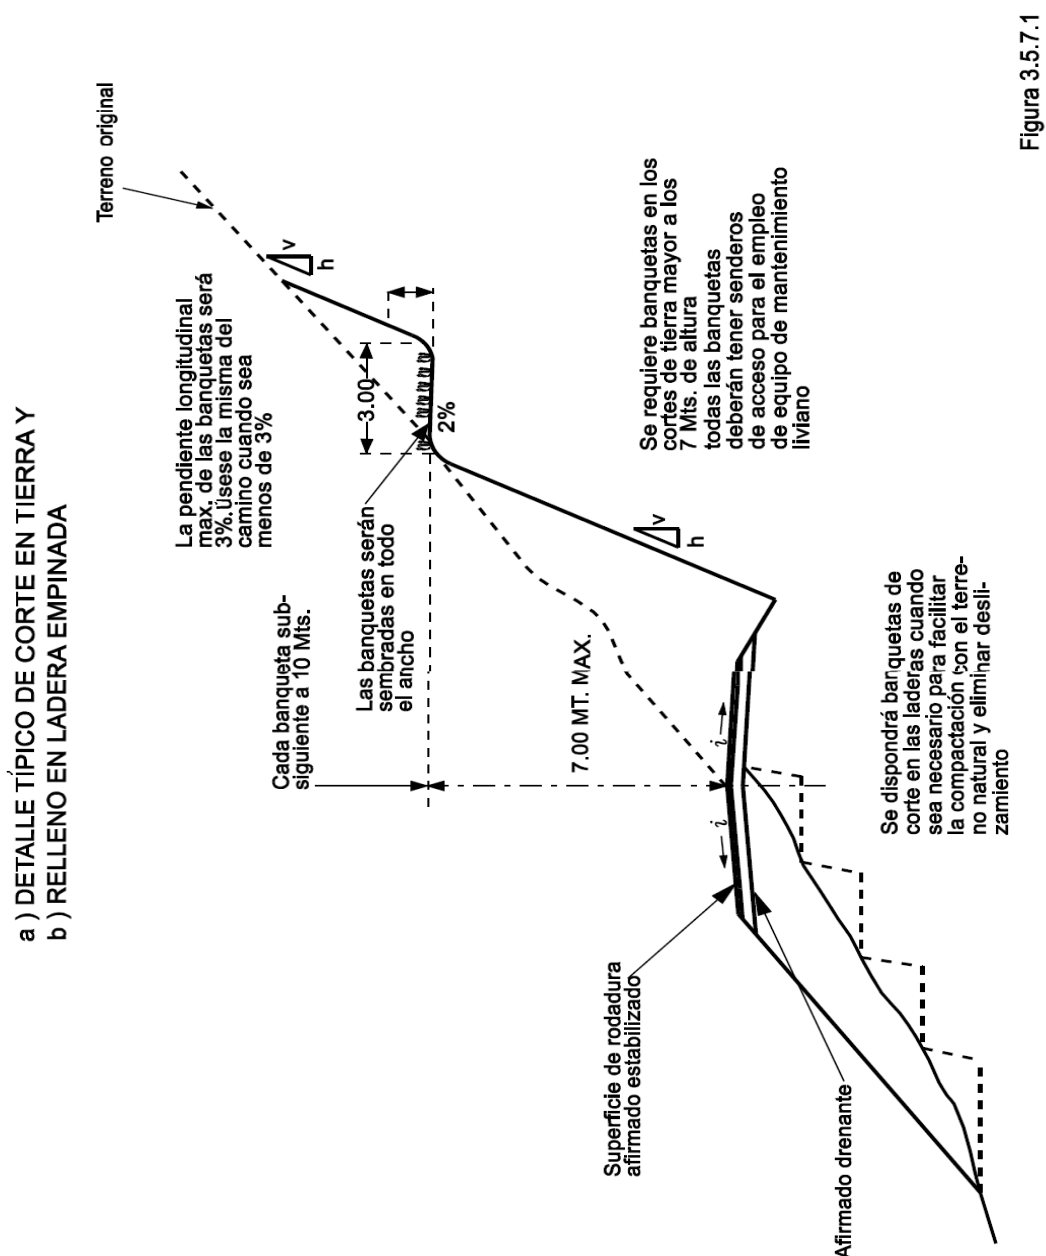 a ) DETALLE TÍPICO DE CORTE EN TIERRA Y
b ) RELLENO EN LADERA EMPINADA
Terreno original
La pendiente longitudinal
max. de las banquetas será
3%.Úsese la misma del
camino cuando sea
menos de 3%
v
h
3.00
2%
Cada banqueta sub-
siguiente a 10 Mts.
Las banquetas serán
sembradas en todo
el ancho
Se requiere banquetas en los
cortes de tierra mayor a los
7 Mts. de altura
todas las banquetas
deberán tener senderos
de acceso para el empleo
de equipo de mantenimiento
liviano
v
h
7.00 MT. MAX.
i
i
Superficie de rodadura
afirmado estabilizado
Afirmado drenante
Se dispondrá banquetas de
corte en las laderas cuando
sea necesario para facilitar
la compactación con el terre-
no natural y eliminar desli-
zamiento
Figura 3.5.7.1